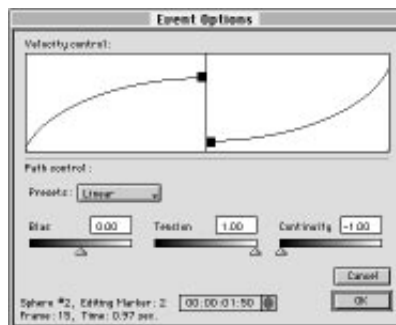 Event Options
Velocity control:
Path control:
Presets: Linear
Bias 0.00 Tension 1.00 Continuity -1.00
Cancel
Sphere #2, Editing Marker: 2 00:00:01:50 OK
Frame: 15, Time: 0.97 sec.